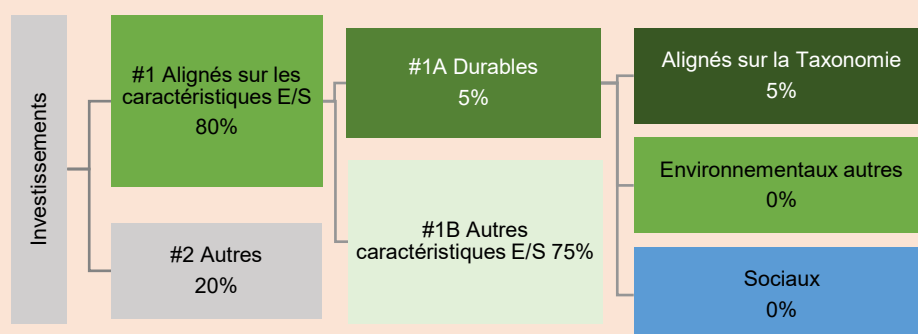 Investissements
#1 Alignés sur les
caractéristiques E/S
80%
#2 Autres
20%
#1A Durables
5%
#1B Autres
caractéristiques E/S 75%
Alignés sur la Taxonomie
5%
Environnementaux autres
0%
Sociaux
0%